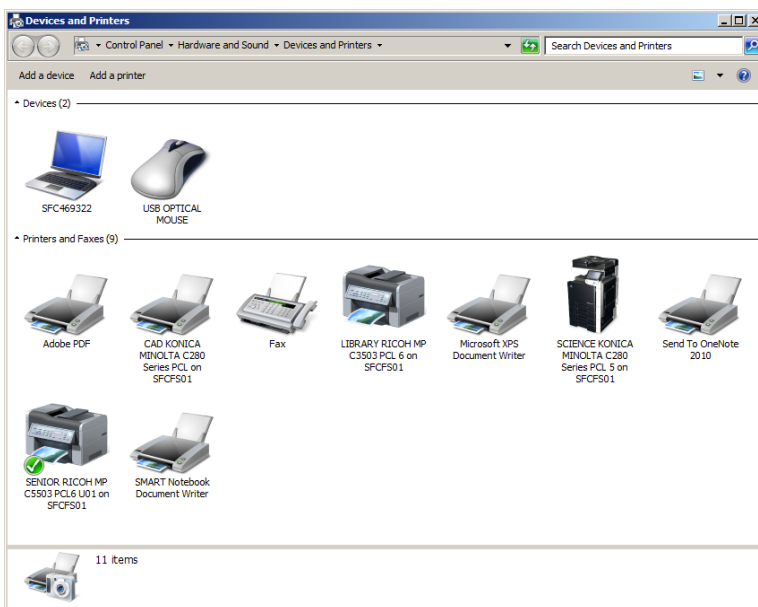 Devices and Printers
Control Panel Hardware and Sound Devices and Printers
Search Devices and Printers
Add a device Add a printer
Devices (2)
SFC469322
USB OPTICAL
MOUSE
Printers and Faxes (9)
Adobe PDF
CAD KONICA
MINOLTA C280
Series PCL on
SFCFS01
Fax
LIBRARY RICOH MP
C3503 PCL 6 on
SFCFS01
Microsoft XPS
Document Writer
SCIENCE KONICA
MINOLTA C280
Series PCL 5 on
SFCFS01
Send To OneNote
2010
SENIOR RICOH MP
C5503 PCL6 U01 on
SFCFS01
SMART Notebook
Document Writer
11 items